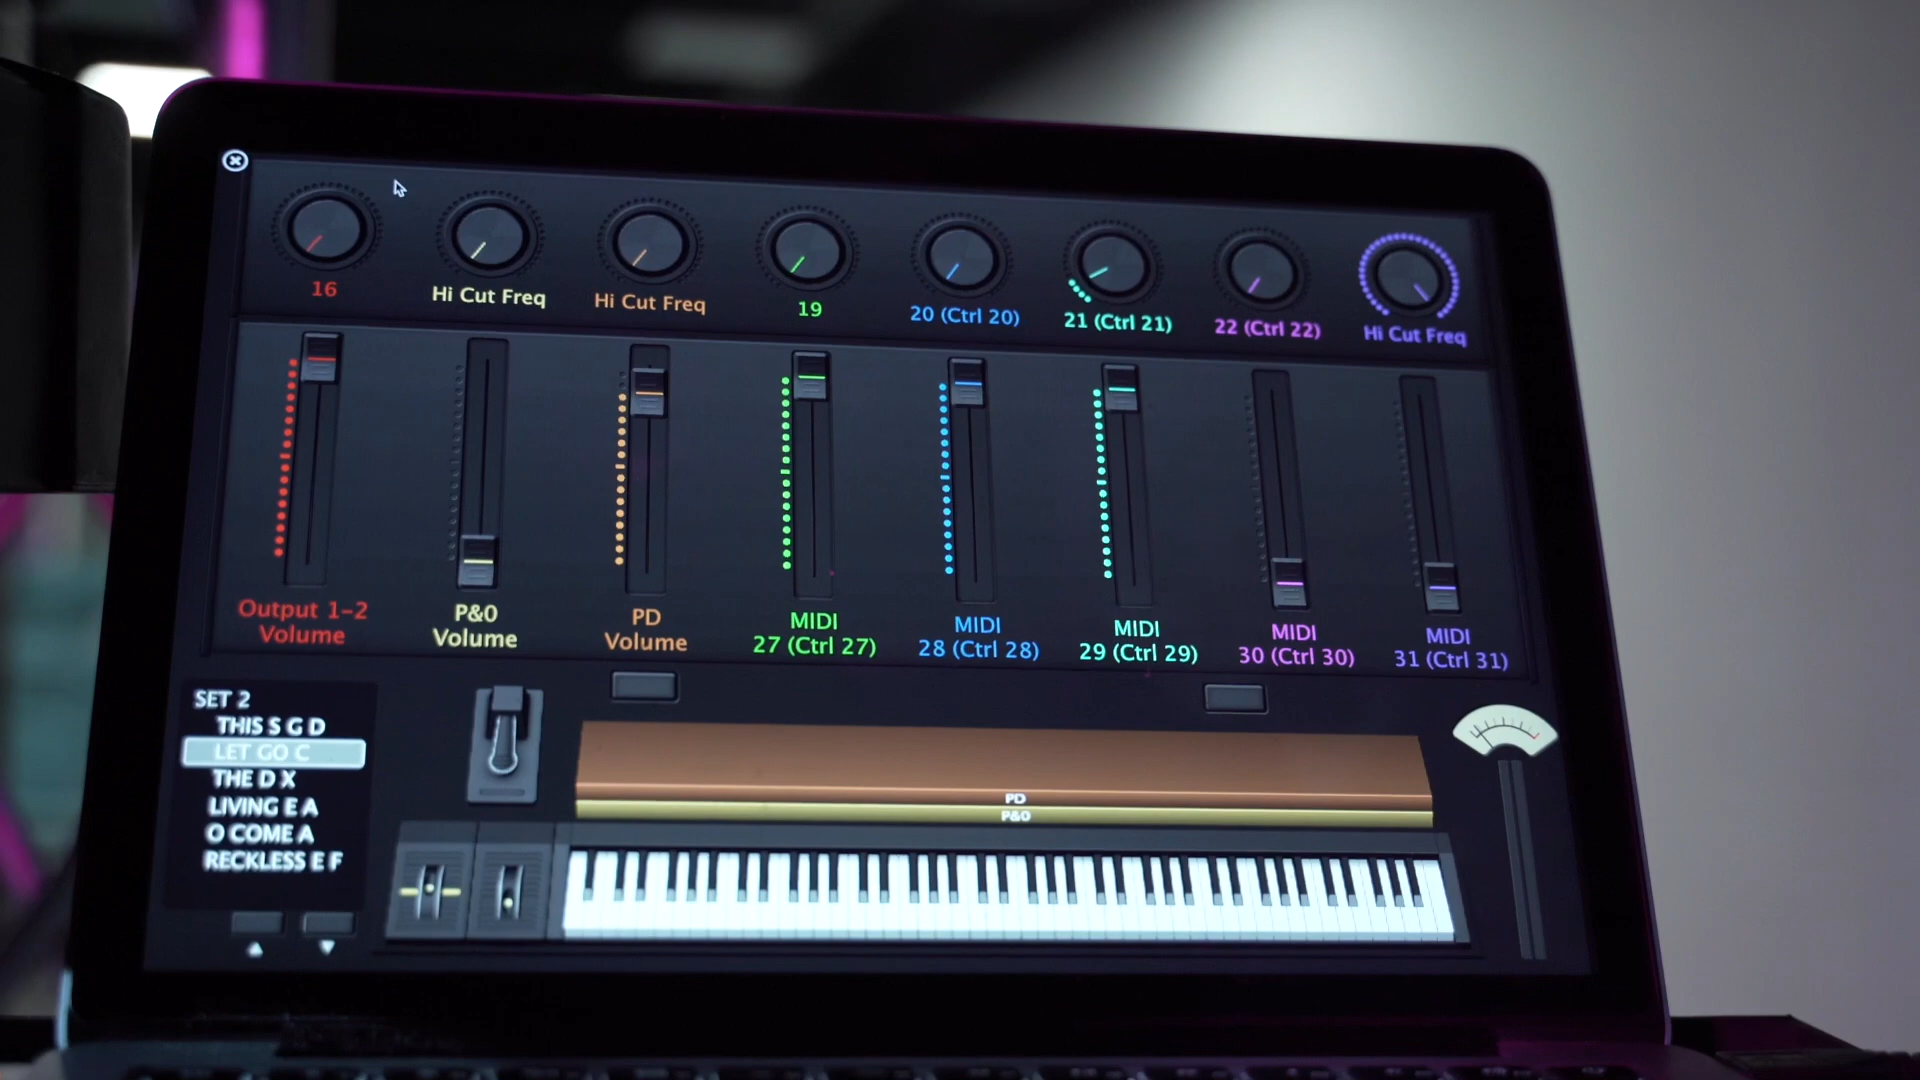 16
Hi Cut Freq
Hi Cut Freq
19
20 (Ctrl 20)
21 (Ctrl 21)
22 (Ctrl 22)
Hi Cut Freq
Output 1-2
Volume
P&O
Volume
PD
Volume
MIDI
27 (Ctrl 27)
MIDI
28 (Ctrl 28)
MIDI
29 (Ctrl 29)
MIDI
30 (Ctrl 30)
MIDI
31 (Ctrl 31)
SET 2
THIS S G D
LET GO C
THE D X
LIVING E A
O COME A
RECKLESS E F
PD
P&O